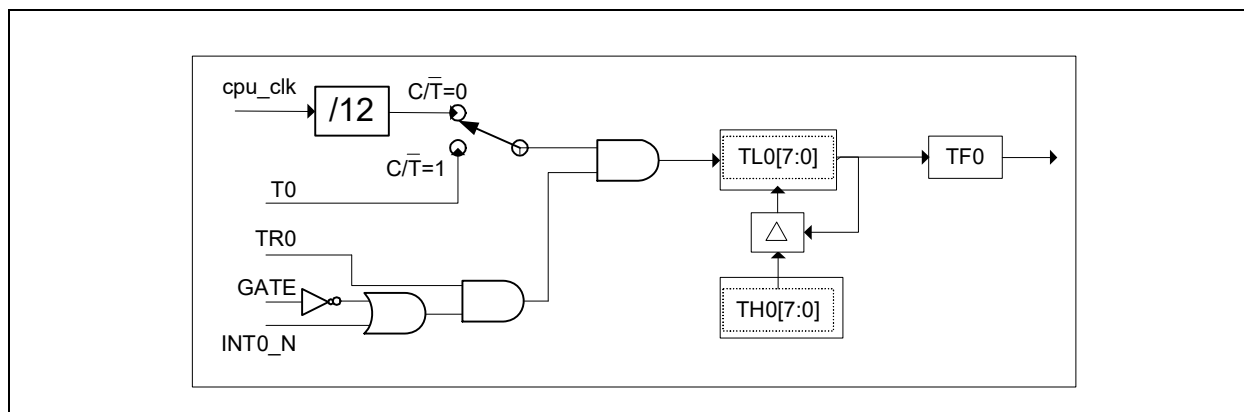 cpu_clk
/12
C/T̅=0
C/T̅=1
T0
TR0
GATE
INT0_N
TL0[7:0]
TF0
△
TH0[7:0]